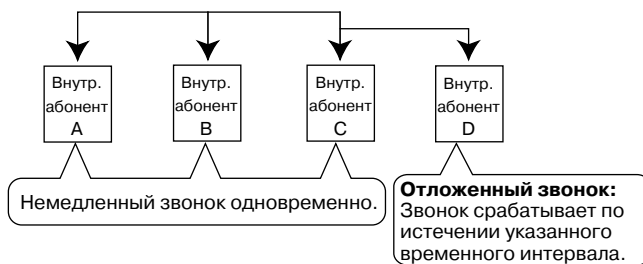 Внутр.
абонент
A
Внутр.
абонент
B
Внутр.
абонент
C
Внутр.
абонент
D
Немедленный звонок одновременно.
Отложенный звонок:
Звонок срабатывает по
истечении указанного
временного интервала.